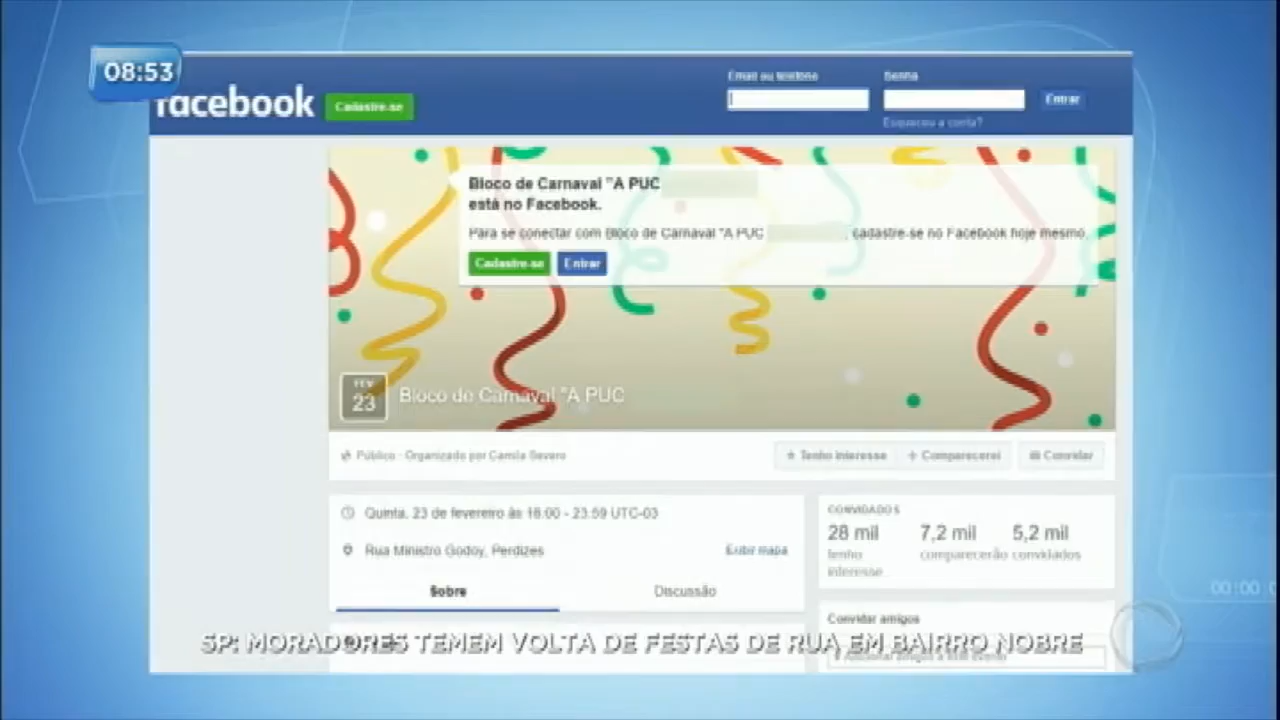 08:53
facebook
Cadastre-se
Email ou telefone
Senha
Entrar
Esqueceu a conta?
Bloco de Carnaval "A PUC
está no Facebook.
Para se conectar com Bloco de Carnaval "A PUC , cadastre-se no Facebook hoje mesmo.
Cadastre-se Entrar
FEV
23
Bloco de Carnaval "A PUC
Público · Organizado por Camila Severo
Tenho interesse
+ Comparecerei
Convidar
Quinta, 23 de fevereiro às 18:00 - 23:59 UTC-03
Rua Ministro Godoy, Perdizes
Exibir mapa
Sobre
Discussão
CONVIDADOS
28 mil 7,2 mil 5,2 mil
tenho comparecerão convidados
interesse
Convidar amigos
00:00
SP: MORADORES TEMEM VOLTA DE FESTAS DE RUA EM BAIRRO NOBRE